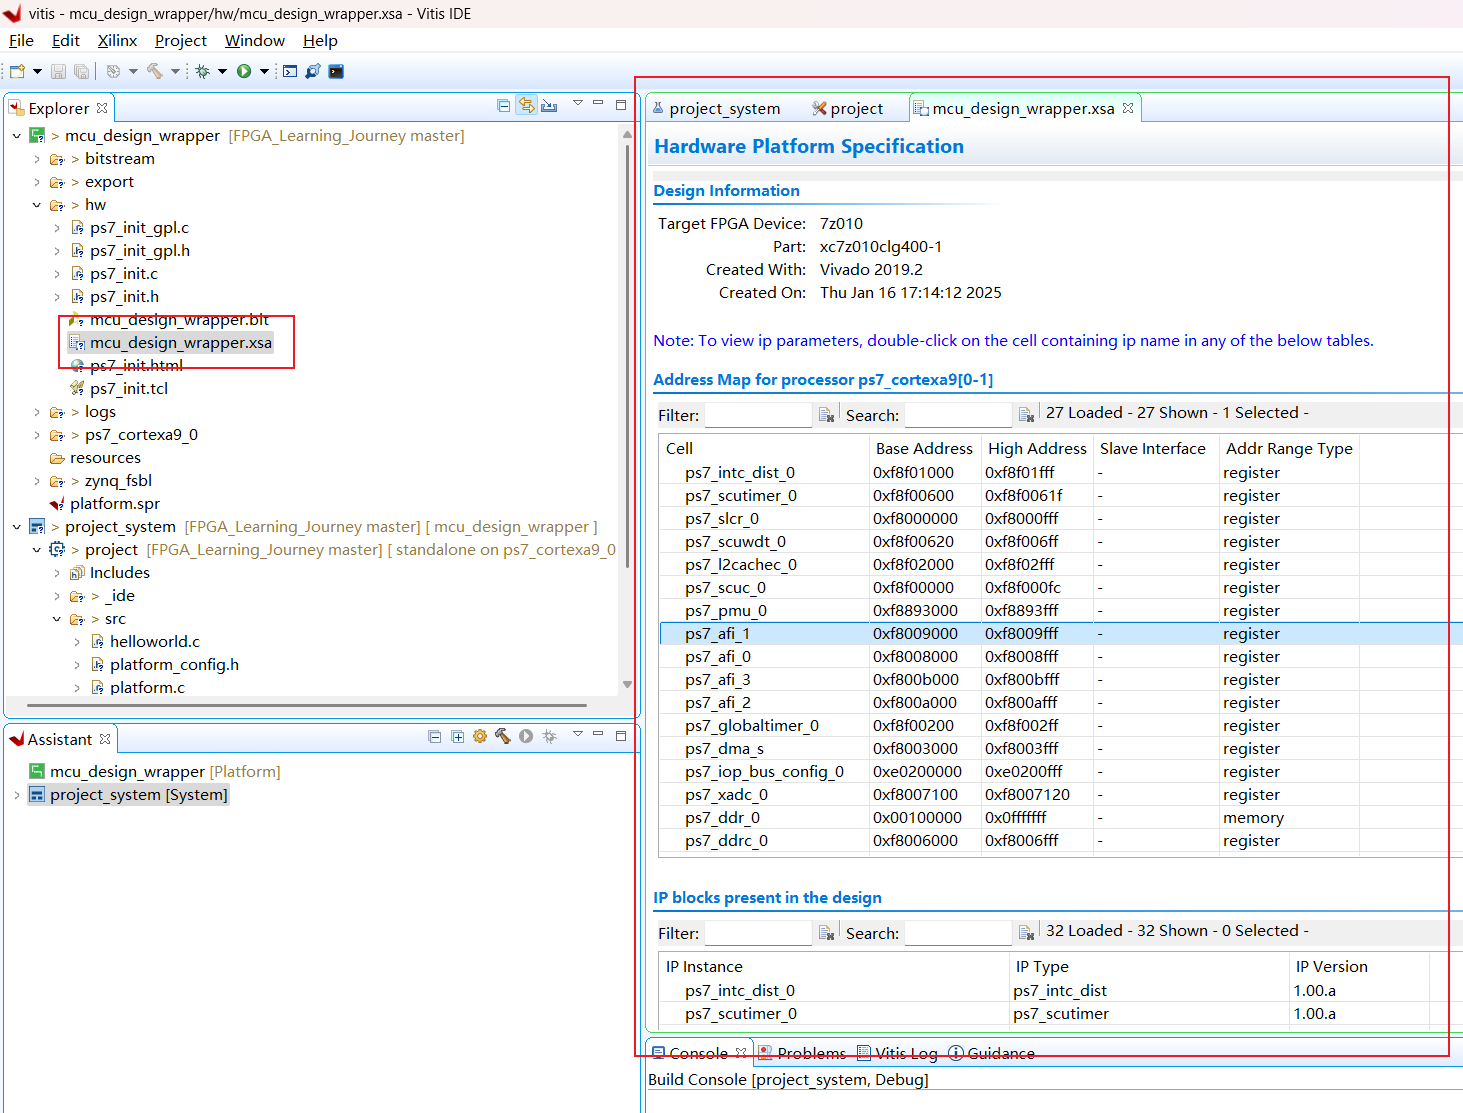 vitis - mcu_design_wrapper/hw/mcu_design_wrapper.xsa - Vitis IDE
File Edit Xilinx Project Window Help
Explorer
> mcu_design_wrapper [FPGA_Learning_Journey master]
> bitstream
> export
> hw
ps7_init_gpl.c
ps7_init_gpl.h
ps7_init.c
ps7_init.h
mcu_design_wrapper.bit
mcu_design_wrapper.xsa
ps7_init.html
ps7_init.tcl
> logs
> ps7_cortexa9_0
resources
> zynq_fsbl
platform.spr
> project_system [FPGA_Learning_Journey master] [ mcu_design_wrapper ]
> project [FPGA_Learning_Journey master] [ standalone on ps7_cortexa9_0
Includes
> _ide
> src
helloworld.c
platform_config.h
platform.c
Assistant
mcu_design_wrapper [Platform]
project_system [System]
project_system project mcu_design_wrapper.xsa
Hardware Platform Specification
Design Information
Target FPGA Device: 7z010
Part: xc7z010clg400-1
Created With: Vivado 2019.2
Created On: Thu Jan 16 17:14:12 2025
Note: To view ip parameters, double-click on the cell containing ip name in any of the below tables.
Address Map for processor ps7_cortexa9[0-1]
Filter: Search: 27 Loaded - 27 Shown - 1 Selected -
Cell Base Address High Address Slave Interface Addr Range Type
ps7_intc_dist_0 0xf8f01000 0xf8f01fff - register
ps7_scutimer_0 0xf8f00600 0xf8f0061f - register
ps7_slcr_0 0xf8000000 0xf8000fff - register
ps7_scuwdt_0 0xf8f00620 0xf8f006ff - register
ps7_l2cachec_0 0xf8f02000 0xf8f02fff - register
ps7_scuc_0 0xf8f00000 0xf8f000fc - register
ps7_pmu_0 0xf8893000 0xf8893fff - register
ps7_afi_1 0xf8009000 0xf8009fff - register
ps7_afi_0 0xf8008000 0xf8008fff - register
ps7_afi_3 0xf800b000 0xf800bfff - register
ps7_afi_2 0xf800a000 0xf800afff - register
ps7_globaltimer_0 0xf8f00200 0xf8f002ff - register
ps7_dma_s 0xf8003000 0xf8003fff - register
ps7_iop_bus_config_0 0xe0200000 0xe0200fff - register
ps7_xadc_0 0xf8007100 0xf8007120 - register
ps7_ddr_0 0x00100000 0x0fffffff - memory
ps7_ddrc_0 0xf8006000 0xf8006fff - register
IP blocks present in the design
Filter: Search: 32 Loaded - 32 Shown - 0 Selected -
IP Instance IP Type IP Version
ps7_intc_dist_0 ps7_intc_dist 1.00.a
ps7_scutimer_0 ps7_scutimer 1.00.a
Console Problems Vitis Log Guidance
Build Console [project_system, Debug]